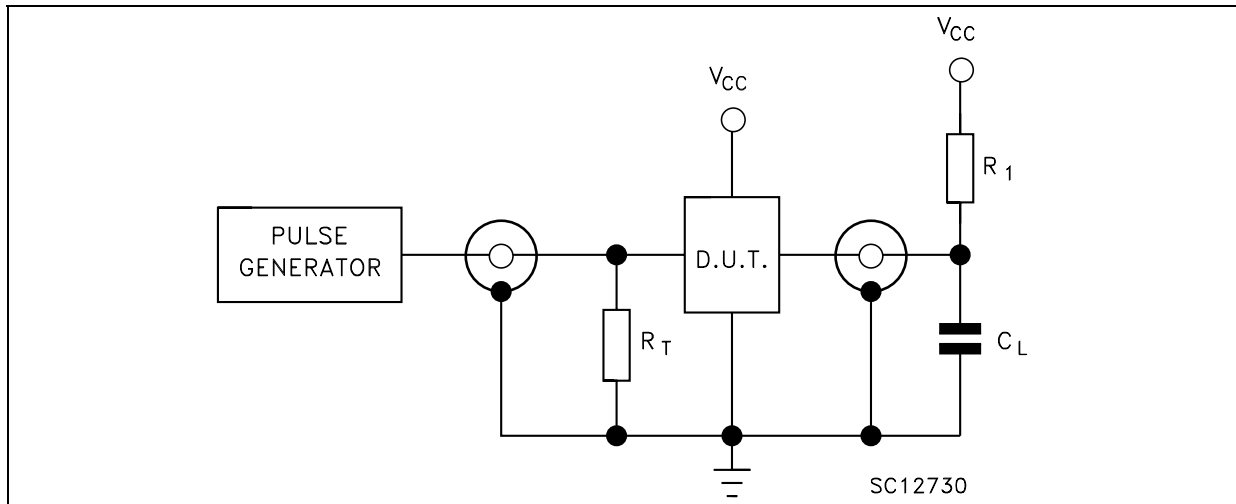 VCC
VCC
R1
PULSE
GENERATOR
D.U.T.
RT
CL
SC12730